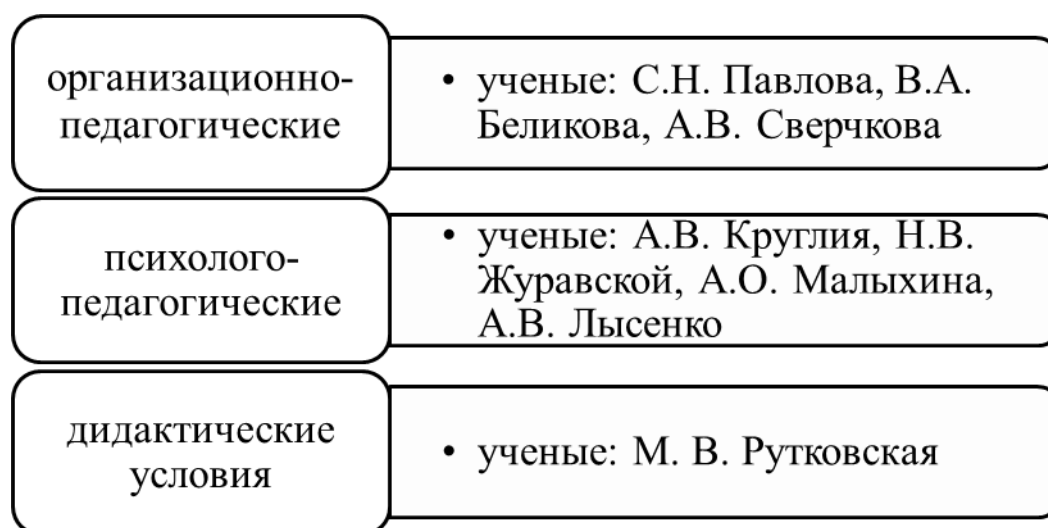 организационно-
педагогические
• ученые: С.Н. Павлова, В.А.
Беликова, А.В. Сверчкова
психолого-
педагогические
• ученые: А.В. Круглия, Н.В.
Журавской, А.О. Малыхина,
А.В. Лысенко
дидактические
условия
• ученые: М. В. Рутковская